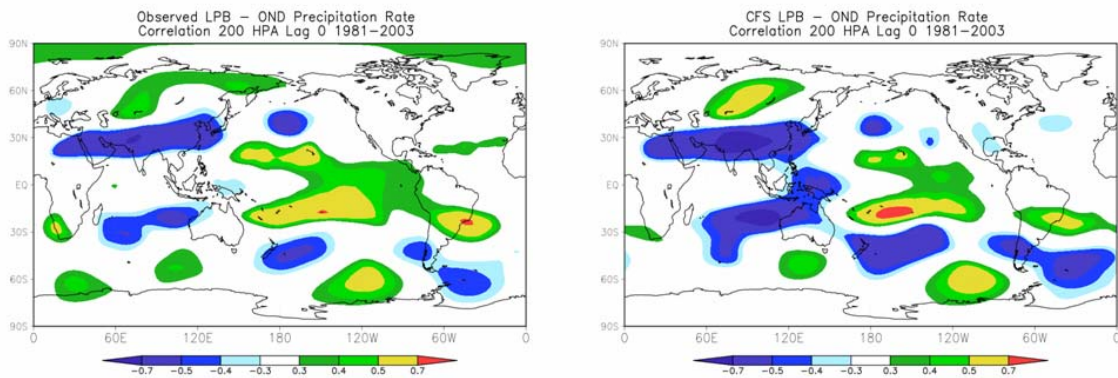 Observed LPB – OND Precipitation Rate
Correlation 200 HPA Lag 0 1981–2003
90N
60N
30N
EQ
30S
60S
90S
0 60E 120E 180 120W 60W 0
-0.7 -0.5 -0.4 -0.3 0.3 0.4 0.5 0.7
CFS LPB – OND Precipitation Rate
Correlation 200 HPA Lag 0 1981–2003
90N
60N
30N
EQ
30S
60S
90S
0 60E 120E 180 120W 60W 0
-0.7 -0.5 -0.4 -0.3 0.3 0.4 0.5 0.7